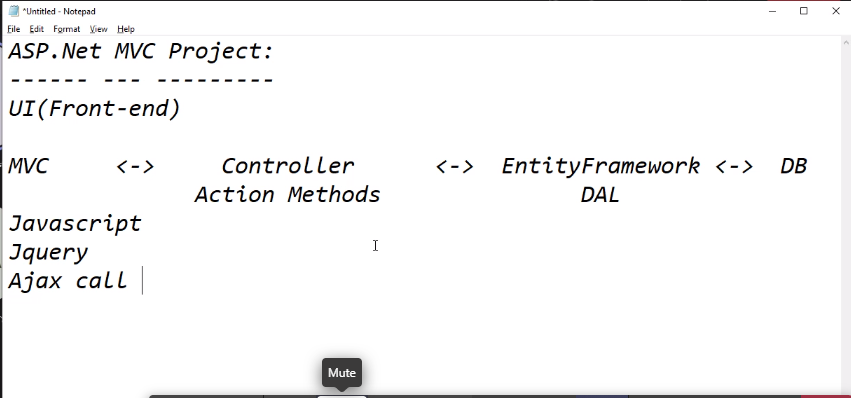 *Untitled - Notepad
File Edit Format View Help
ASP.Net MVC Project:
------ --- ---------
UI(Front-end)
MVC <-> Controller <-> EntityFramework <-> DB
Action Methods DAL
Javascript
Jquery
Ajax call
Mute